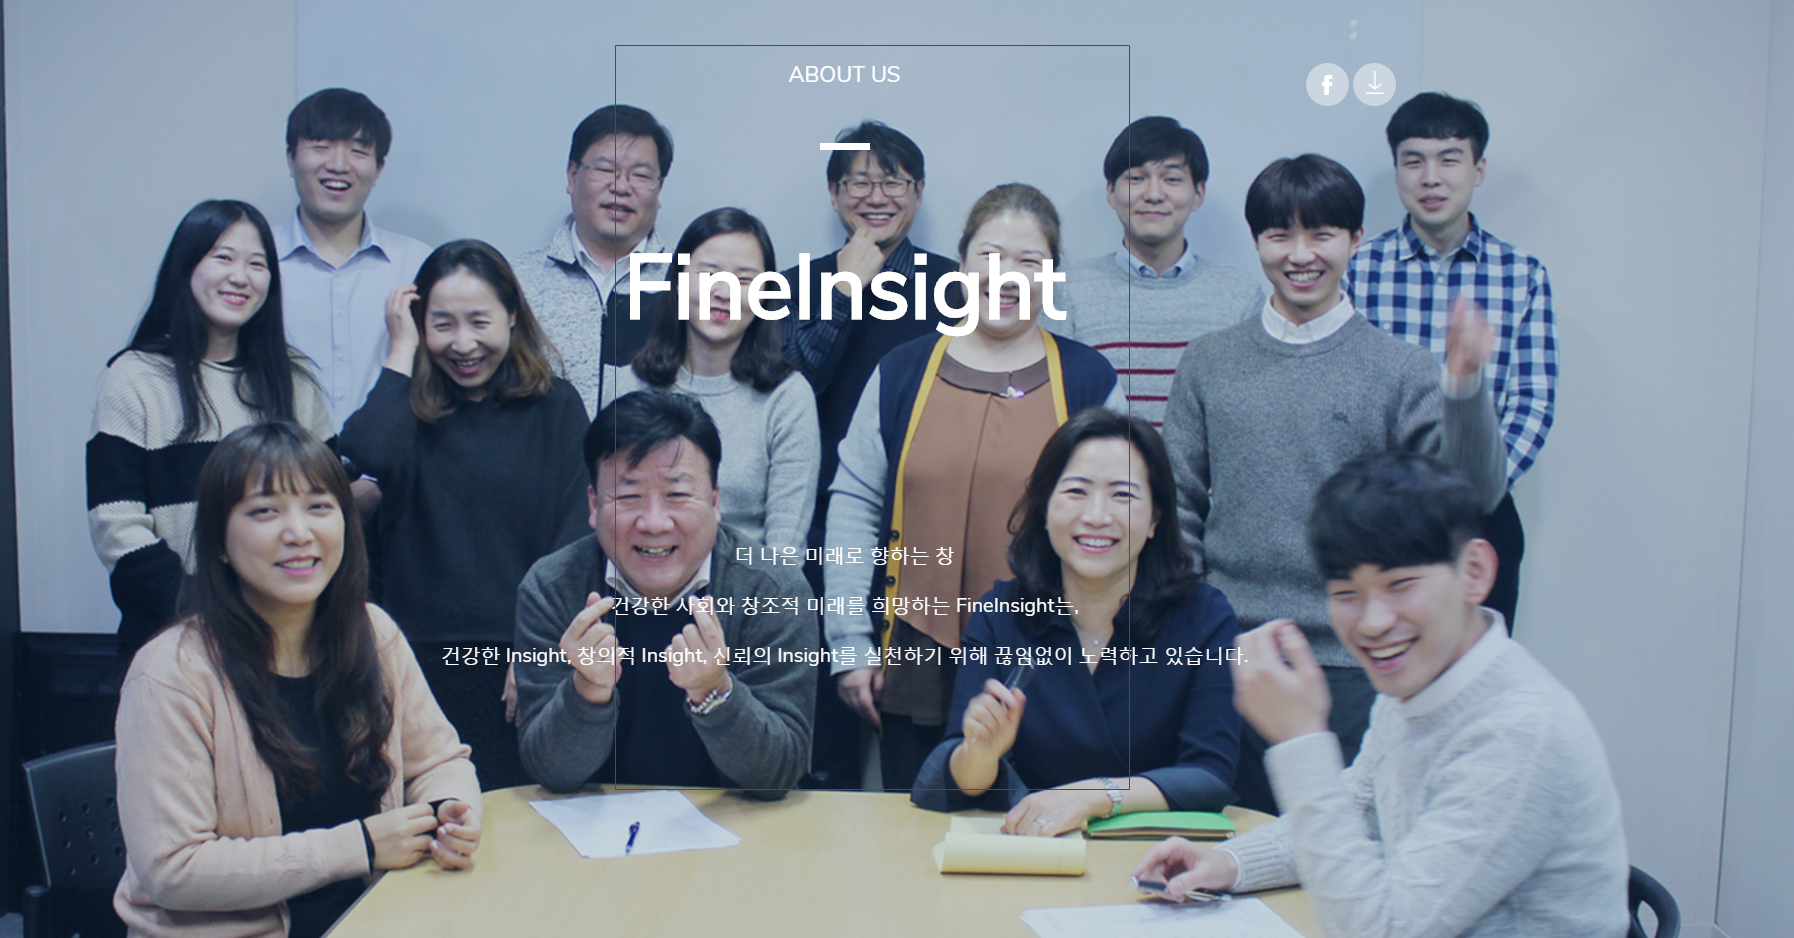 ABOUT US
FineInsight
더 나은 미래로 향하는 창
건강한 사회와 창조적 미래를 희망하는 FineInsight는,
건강한 Insight, 창의적 Insight, 신뢰의 Insight를 실천하기 위해 끊임없이 노력하고 있습니다.